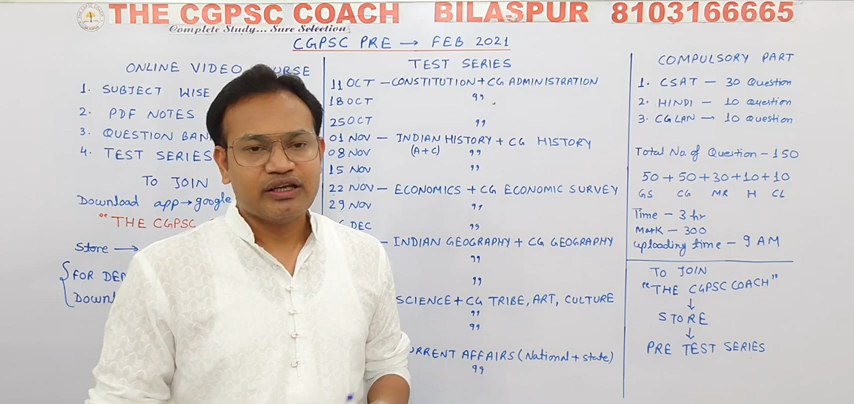 THE CGPSC COACH BILASPUR 8103166665
Complete Study... Sure Selection
CGPSC PRE → FEB 2021
ONLINE VIDEO COURSE
1. SUBJECT WISE
2. PDF NOTES
3. QUESTION BAN
4. TEST SERIES
TO JOIN
Download app → google
"THE CGPSC
Store →
FOR DE
Downl
TEST SERIES
11 OCT – CONSTITUTION + CG ADMINISTRATION
18 OCT "
25 OCT "
01 NOV – INDIAN HISTORY + CG HISTORY
08 NOV (A+C) "
15 NOV "
22 NOV – ECONOMICS + CG ECONOMIC SURVEY
29 NOV "
DEC "
– INDIAN GEOGRAPHY + CG GEOGRAPHY
"
"
SCIENCE + CG TRIBE, ART, CULTURE
"
"
CURRENT AFFAIRS (National + state)
"
COMPULSORY PART
1. CSAT – 30 Question
2. HINDI – 10 Question
3. CG LAN – 10 Question
Total No. of Question – 150
50 + 50 + 30 + 10 + 10
GS CG MR H CL
Time – 3 hr
Mark – 300
Uploading time – 9 AM
TO JOIN
"THE CGPSC COACH"
↓
STORE
↓
PRE TEST SERIES